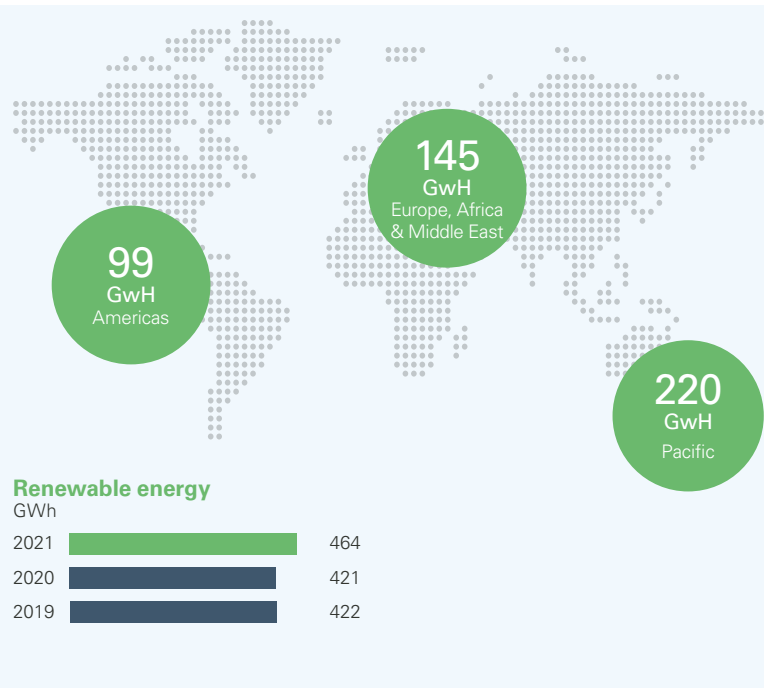 145
GwH
Europe, Africa
& Middle East
99
GwH
Americas
220
GwH
Pacific
Renewable energy
GWh
2021 464
2020 421
2019 422